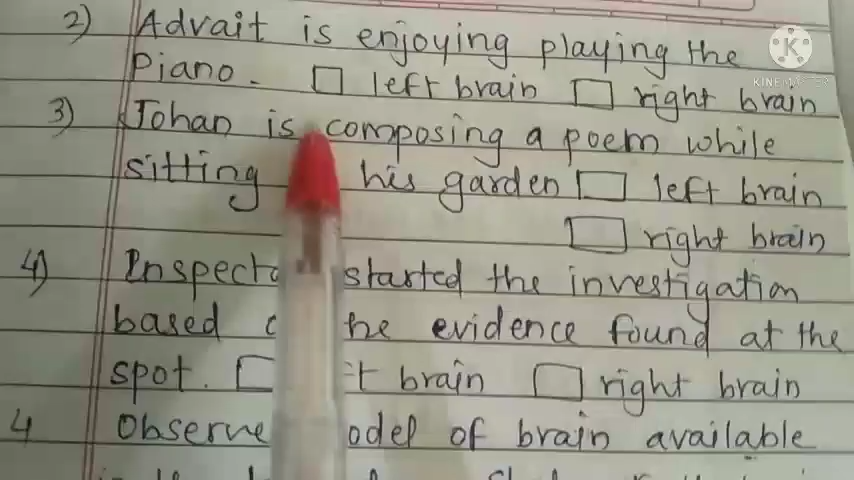 2) Advait is enjoying playing the
piano. left brain right brain
3) Johan is composing a poem while
sitting his garden left brain
right brain
4) started the investigation
based the evidence found at the
spot. brain right brain
4 Observe model of brain available
K
KINEMASTER